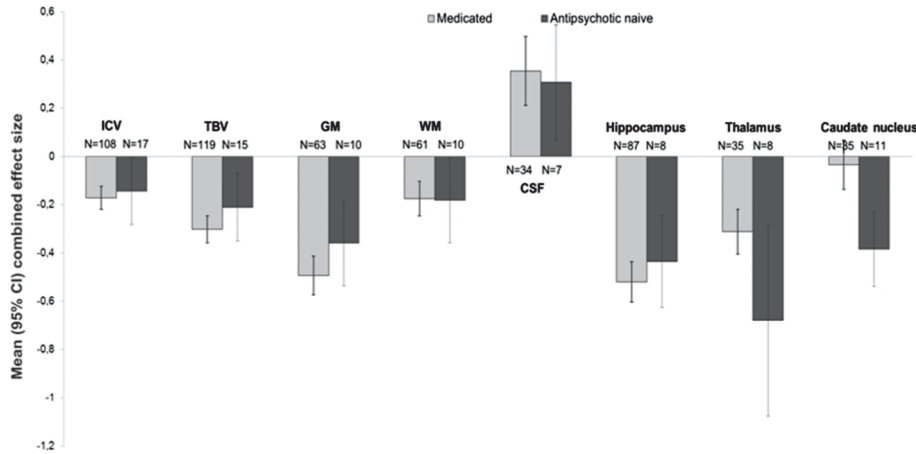 0,6
Medicated
Antipsychotic naive
0,4
0,2
0
-0,2
-0,4
-0,6
-0,8
-1
-1,2
Mean (95% CI) combined effect size
ICV
N=108 N=17
TBV
N=119 N=15
GM
N=63 N=10
WM
N=61 N=10
N=34 N=7
CSF
Hippocampus
N=87 N=8
Thalamus
N=35 N=8
Caudate nucleus
N=35 N=11